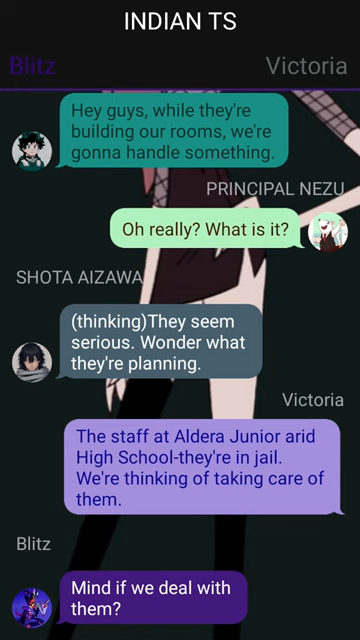 INDIAN TS
Blitz
Victoria
Hey guys, while they're
building our rooms, we're
gonna handle something.
PRINCIPAL NEZU
Oh really? What is it?
SHOTA AIZAWA
(thinking)They seem
serious. Wonder what
they're planning.
Victoria
The staff at Aldera Junior arid
High School-they're in jail.
We're thinking of taking care of
them.
Blitz
Mind if we deal with
them?